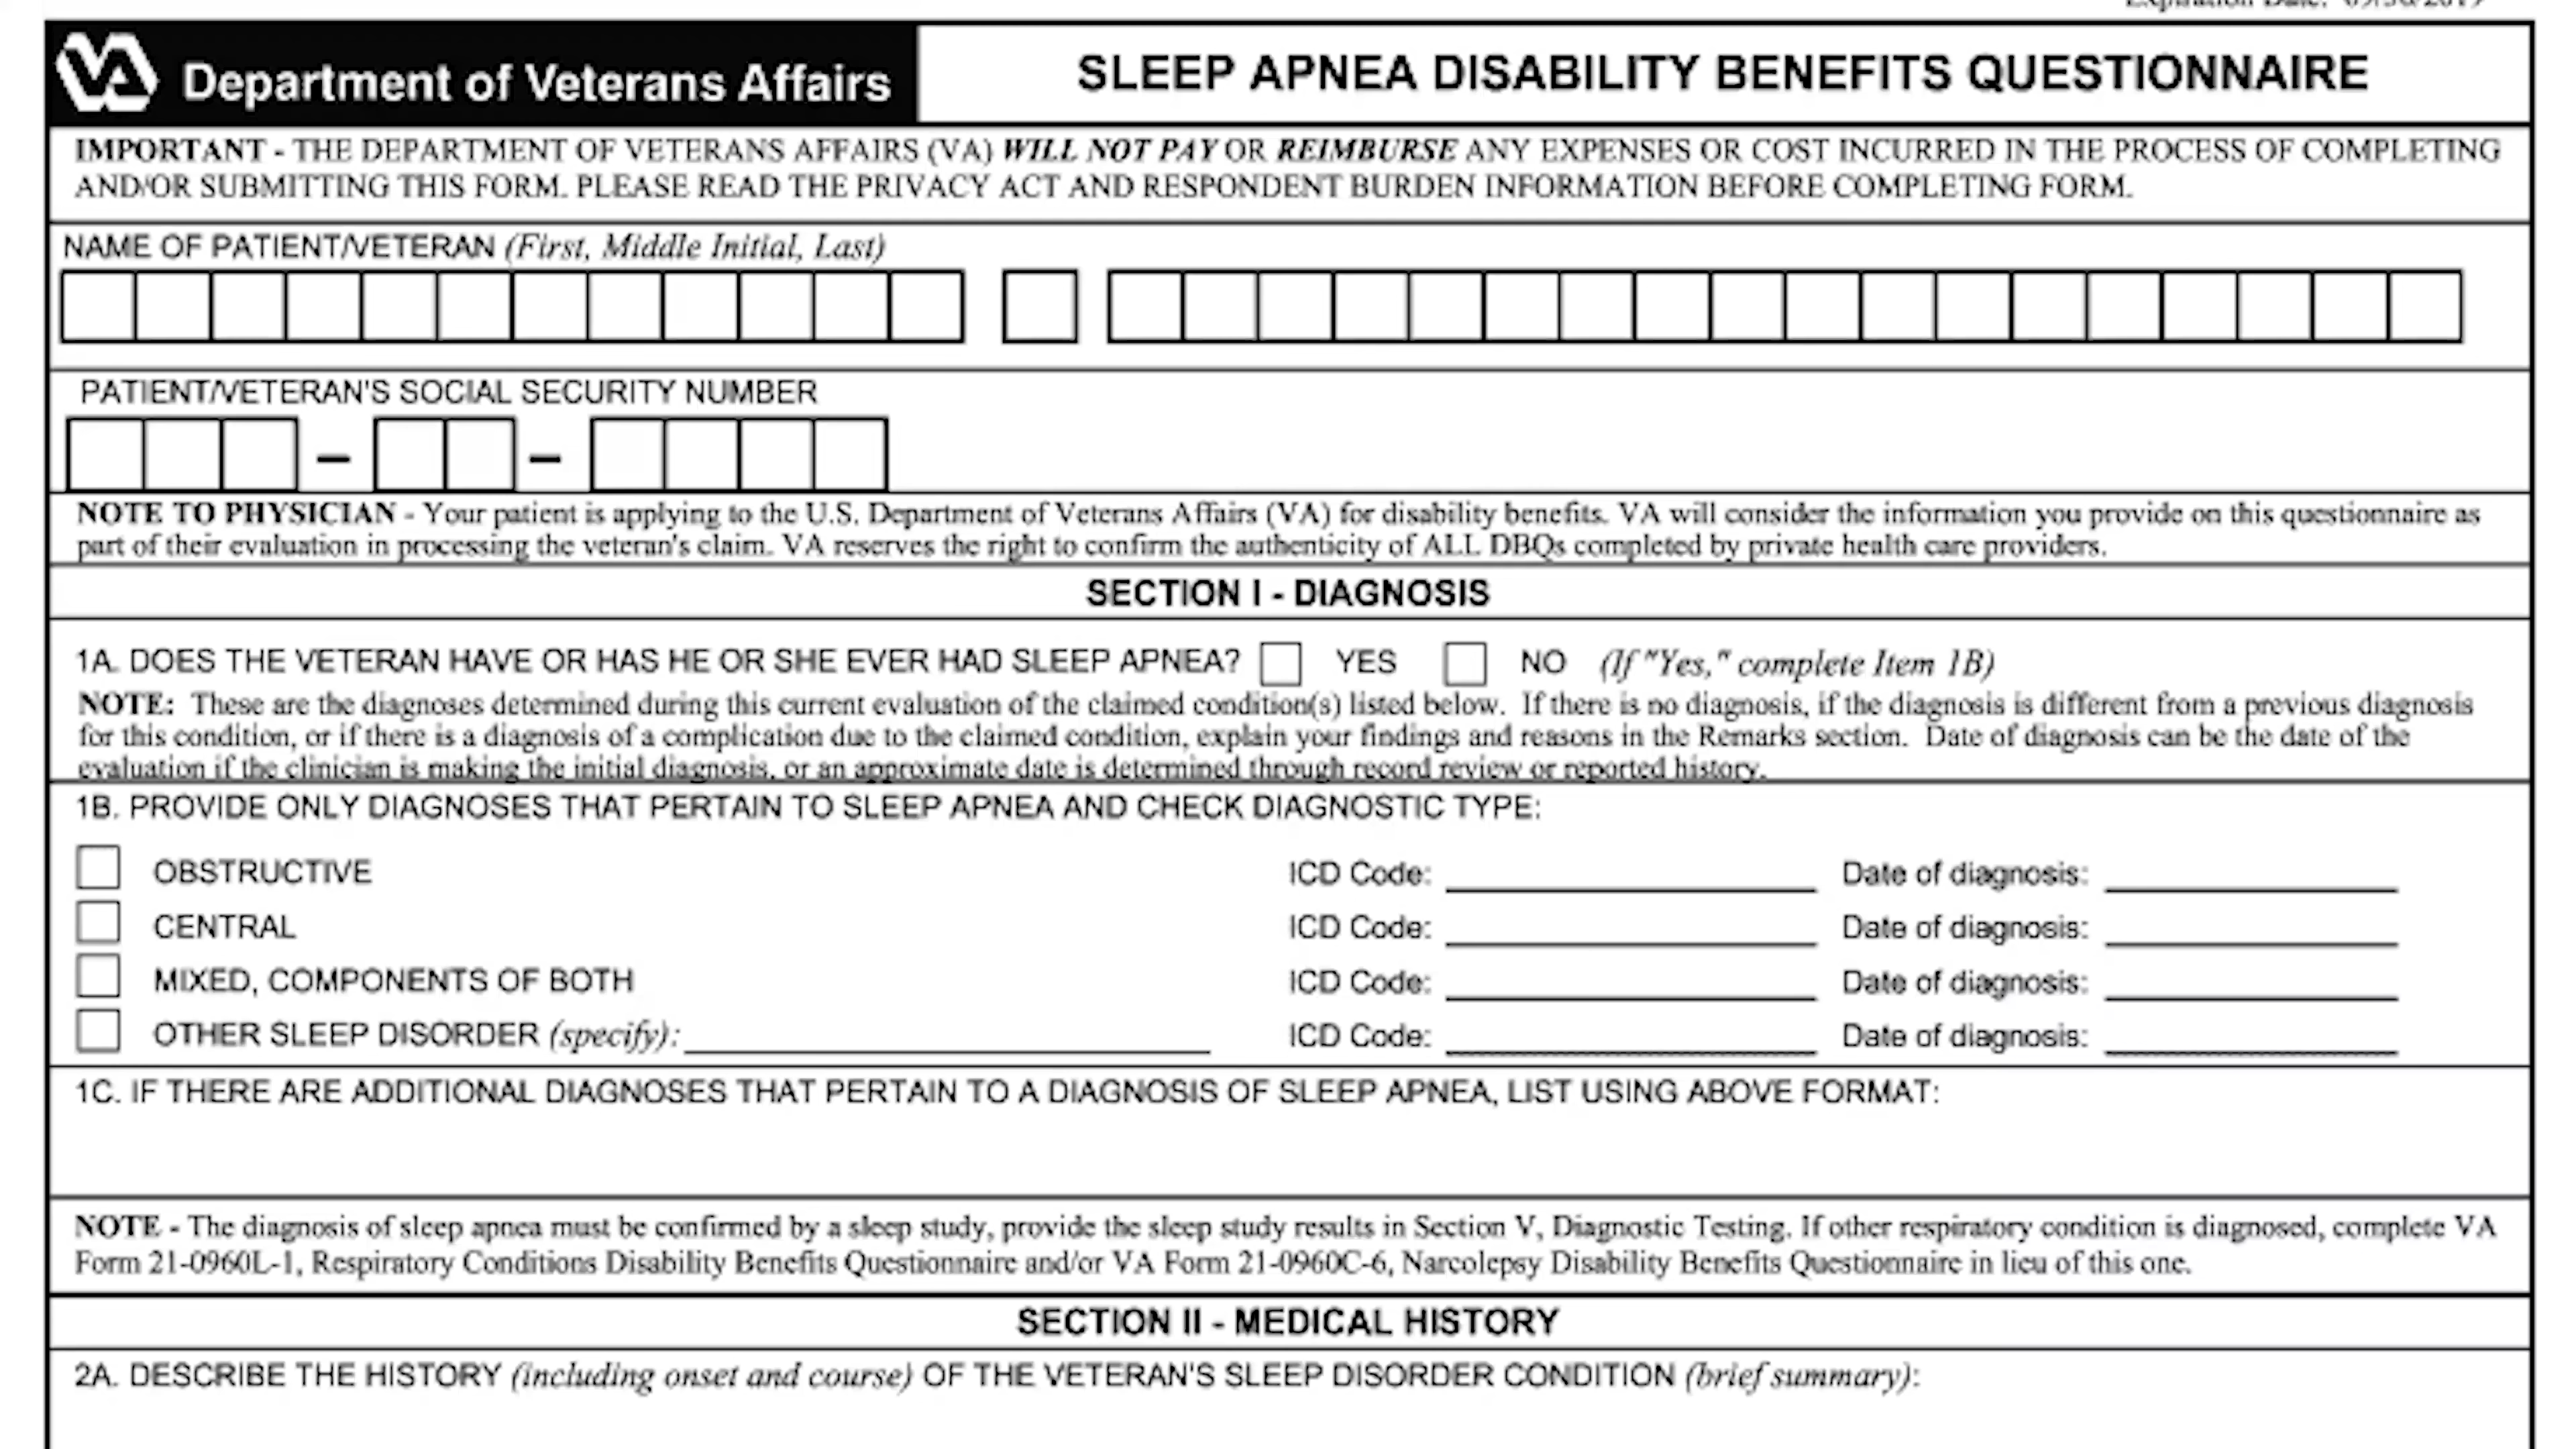 Department of Veterans Affairs
SLEEP APNEA DISABILITY BENEFITS QUESTIONNAIRE
IMPORTANT - THE DEPARTMENT OF VETERANS AFFAIRS (VA) WILL NOT PAY OR REIMBURSE ANY EXPENSES OR COST INCURRED IN THE PROCESS OF COMPLETING
AND/OR SUBMITTING THIS FORM. PLEASE READ THE PRIVACY ACT AND RESPONDENT BURDEN INFORMATION BEFORE COMPLETING FORM.
NAME OF PATIENT/VETERAN (First, Middle Initial, Last)
PATIENT/VETERAN'S SOCIAL SECURITY NUMBER
NOTE TO PHYSICIAN - Your patient is applying to the U.S. Department of Veterans Affairs (VA) for disability benefits. VA will consider the information you provide on this questionnaire as
part of their evaluation in processing the veteran's claim. VA reserves the right to confirm the authenticity of ALL DBQs completed by private health care providers.
SECTION I - DIAGNOSIS
1A. DOES THE VETERAN HAVE OR HAS HE OR SHE EVER HAD SLEEP APNEA? YES NO (If "Yes," complete Item 1B)
NOTE: These are the diagnoses determined during this current evaluation of the claimed condition(s) listed below. If there is no diagnosis, if the diagnosis is different from a previous diagnosis
for this condition, or if there is a diagnosis of a complication due to the claimed condition, explain your findings and reasons in the Remarks section. Date of diagnosis can be the date of the
evaluation if the clinician is making the initial diagnosis, or an approximate date is determined through record review or reported history.
1B. PROVIDE ONLY DIAGNOSES THAT PERTAIN TO SLEEP APNEA AND CHECK DIAGNOSTIC TYPE:
OBSTRUCTIVE ICD Code: Date of diagnosis:
CENTRAL ICD Code: Date of diagnosis:
MIXED, COMPONENTS OF BOTH ICD Code: Date of diagnosis:
OTHER SLEEP DISORDER (specify): ICD Code: Date of diagnosis:
1C. IF THERE ARE ADDITIONAL DIAGNOSES THAT PERTAIN TO A DIAGNOSIS OF SLEEP APNEA, LIST USING ABOVE FORMAT:
NOTE - The diagnosis of sleep apnea must be confirmed by a sleep study, provide the sleep study results in Section V, Diagnostic Testing. If other respiratory condition is diagnosed, complete VA
Form 21-0960L-1, Respiratory Conditions Disability Benefits Questionnaire and/or VA Form 21-0960C-6, Narcolepsy Disability Benefits Questionnaire in lieu of this one.
SECTION II - MEDICAL HISTORY
2A. DESCRIBE THE HISTORY (including onset and course) OF THE VETERAN'S SLEEP DISORDER CONDITION (brief summary):